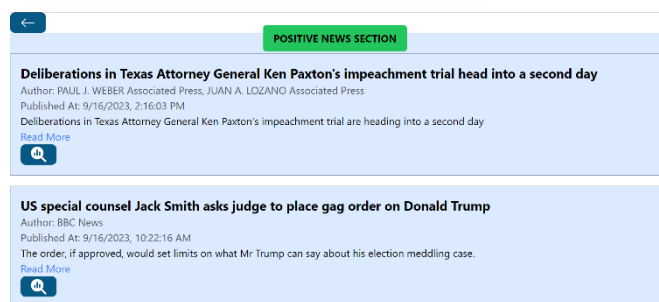 POSITIVE NEWS SECTION
Deliberations in Texas Attorney General Ken Paxton's impeachment trial head into a second day
Author: PAUL J. WEBER Associated Press, JUAN A. LOZANO Associated Press
Published At: 9/16/2023, 2:16:03 PM
Deliberations in Texas Attorney General Ken Paxton's impeachment trial are heading into a second day
Read More
US special counsel Jack Smith asks judge to place gag order on Donald Trump
Author: BBC News
Published At: 9/16/2023, 10:22:16 AM
The order, if approved, would set limits on what Mr Trump can say about his election meddling case.
Read More